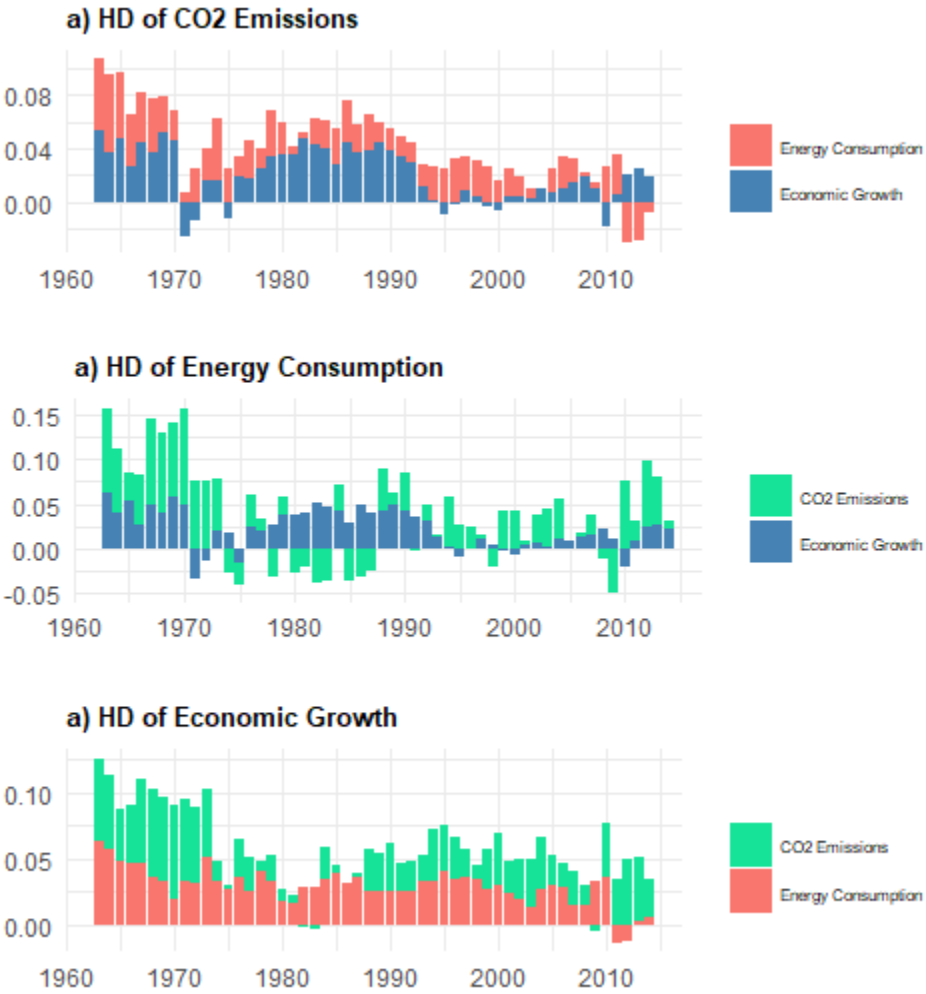 a) HD of CO2 Emissions
0.08
0.04
0.00
1960 1970 1980 1990 2000 2010
Energy Consumption
Economic Growth
a) HD of Energy Consumption
0.15
0.10
0.05
0.00
-0.05
1960 1970 1980 1990 2000 2010
CO2 Emissions
Economic Growth
a) HD of Economic Growth
0.10
0.05
0.00
1960 1970 1980 1990 2000 2010
CO2 Emissions
Energy Consumption